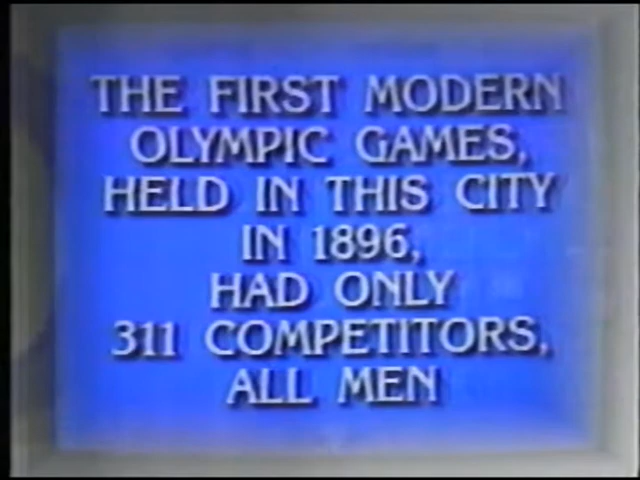 THE FIRST MODERN
OLYMPIC GAMES,
HELD IN THIS CITY
IN 1896,
HAD ONLY
311 COMPETITORS,
ALL MEN